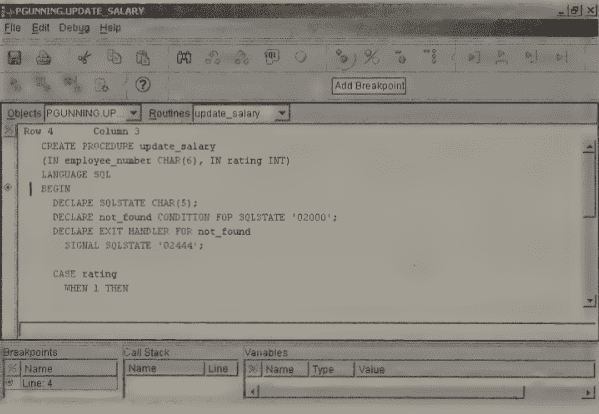 PGUNNING.UPDATE_SALARY
File Edit Debug Help
Add Breakpoint
Objects PGUNNING.UP... Routines update_salary
Row 4 Column 3
CREATE PROCEDURE update_salary
(IN employee_number CHAR(6), IN rating INT)
LANGUAGE SQL
BEGIN
DECLARE SQLSTATE CHAR(5);
DECLARE not_found CONDITION FOR SQLSTATE '02000';
DECLARE EXIT HANDLER FOR not_found
SIGNAL SQLSTATE '02444';
CASE rating
WHEN 1 THEN
Breakpoints Call Stack Variables
Name Name Line Name Type Value
Line: 4